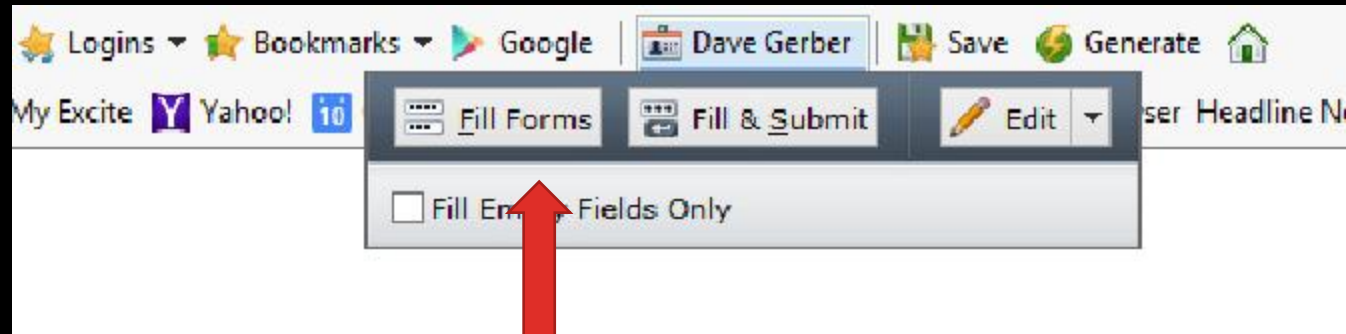 Logins Bookmarks Google Dave Gerber Save Generate
My Excite Yahoo! 10 Headline
Fill Forms Fill & Submit Edit
Fill Fields Only